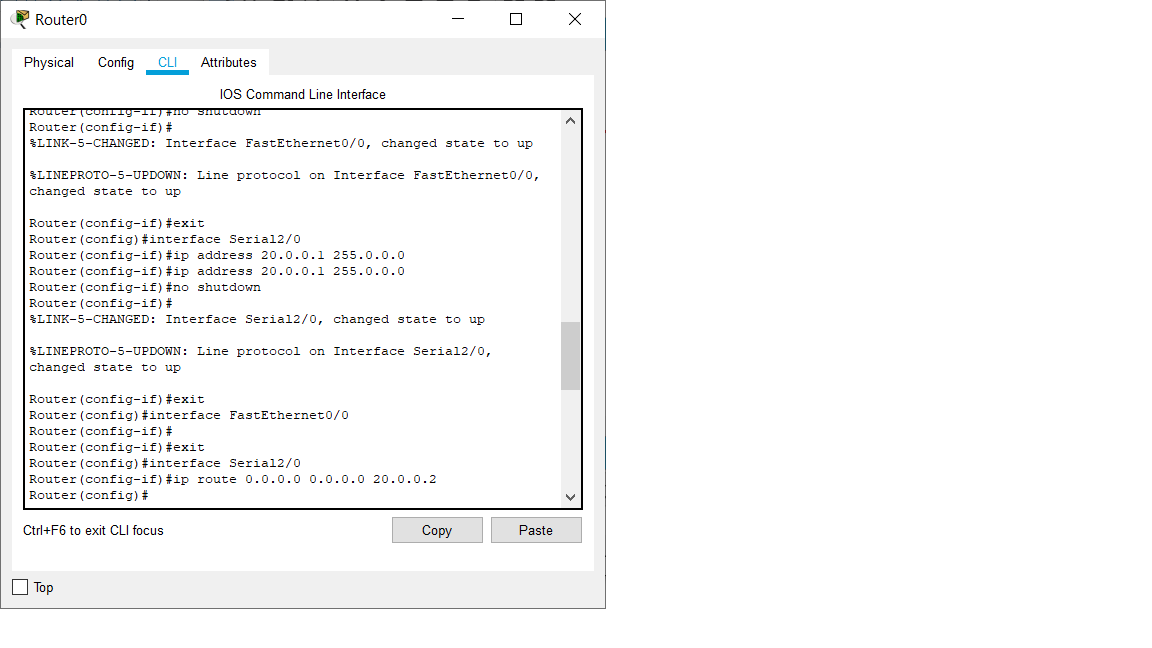 Router0
Physical Config CLI Attributes
IOS Command Line Interface
Router(config-if)#no shutdown
Router(config-if)#
%LINK-5-CHANGED: Interface FastEthernet0/0, changed state to up
%LINEPROTO-5-UPDOWN: Line protocol on Interface FastEthernet0/0,
changed state to up
Router(config-if)#exit
Router(config)#interface Serial2/0
Router(config-if)#ip address 20.0.0.1 255.0.0.0
Router(config-if)#ip address 20.0.0.1 255.0.0.0
Router(config-if)#no shutdown
Router(config-if)#
%LINK-5-CHANGED: Interface Serial2/0, changed state to up
%LINEPROTO-5-UPDOWN: Line protocol on Interface Serial2/0,
changed state to up
Router(config-if)#exit
Router(config)#interface FastEthernet0/0
Router(config-if)#
Router(config-if)#exit
Router(config)#interface Serial2/0
Router(config-if)#ip route 0.0.0.0 0.0.0.0 20.0.0.2
Router(config)#
Ctrl+F6 to exit CLI focus
Copy Paste
Top